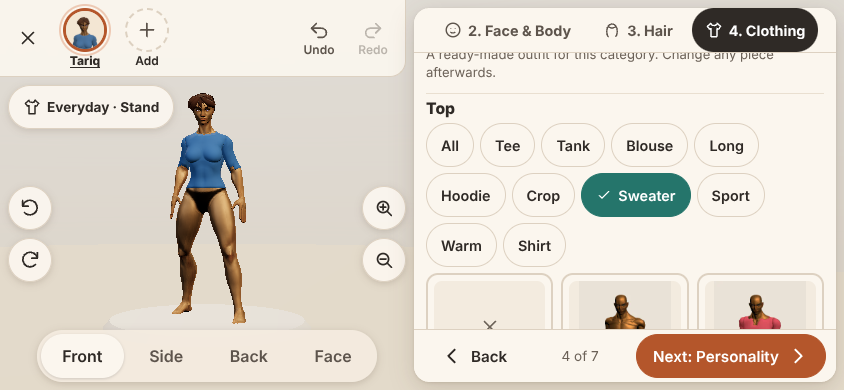 Tariq
Add
Undo
Redo
Everyday · Stand
Front
Side
Back
Face
2. Face & Body
3. Hair
4. Clothing
A ready-made outfit for this category. Change any piece
afterwards.
Top
All
Tee
Tank
Blouse
Long
Hoodie
Crop
Sweater
Sport
Warm
Shirt
Back
4 of 7
Next: Personality